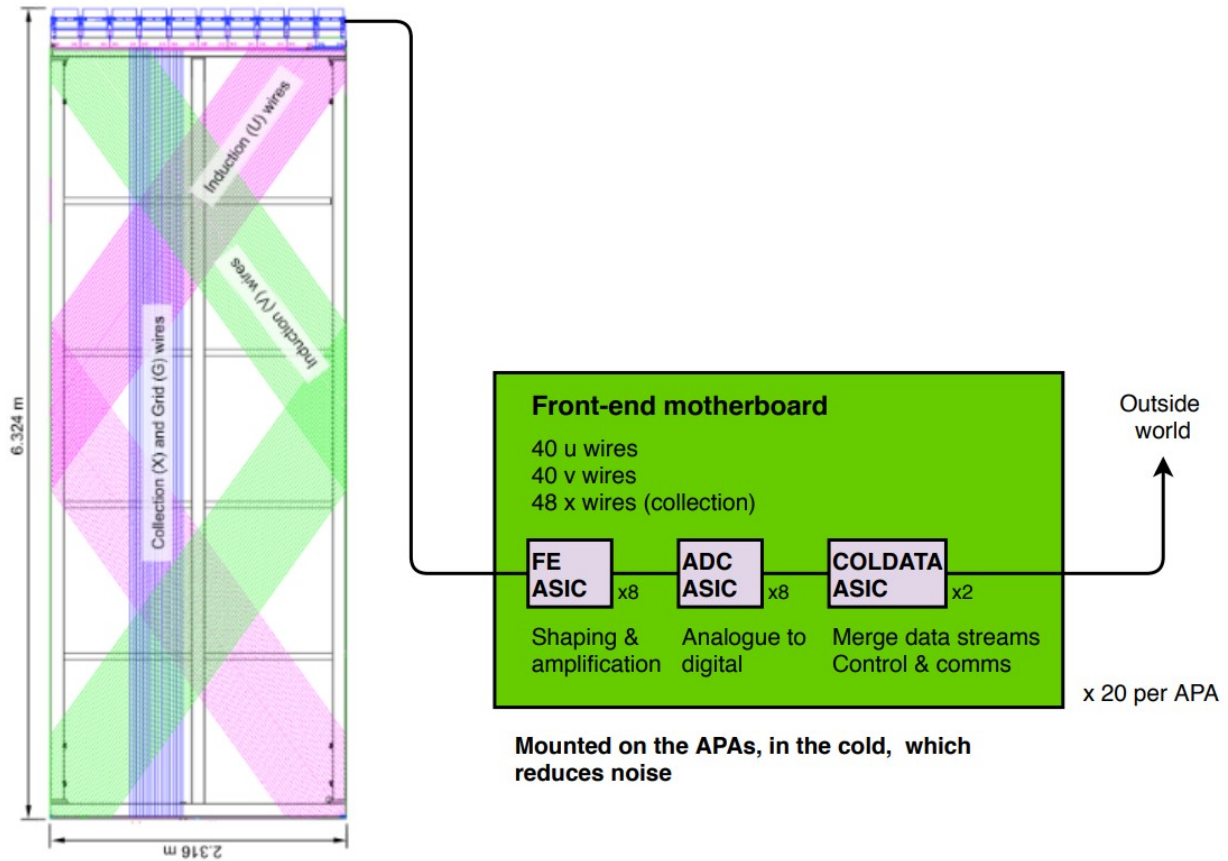 6.324 m
Induction (U) wires
Induction (V) wires
Collection (X) and Grid (G) wires
2.316 m
Front-end motherboard
40 u wires
40 v wires
48 x wires (collection)
FE
ASIC
x8
ADC
ASIC
x8
COLDATA
ASIC
x2
Shaping &
amplification
Analogue to
digital
Merge data streams
Control & comms
Outside
world
x 20 per APA
Mounted on the APAs, in the cold, which
reduces noise